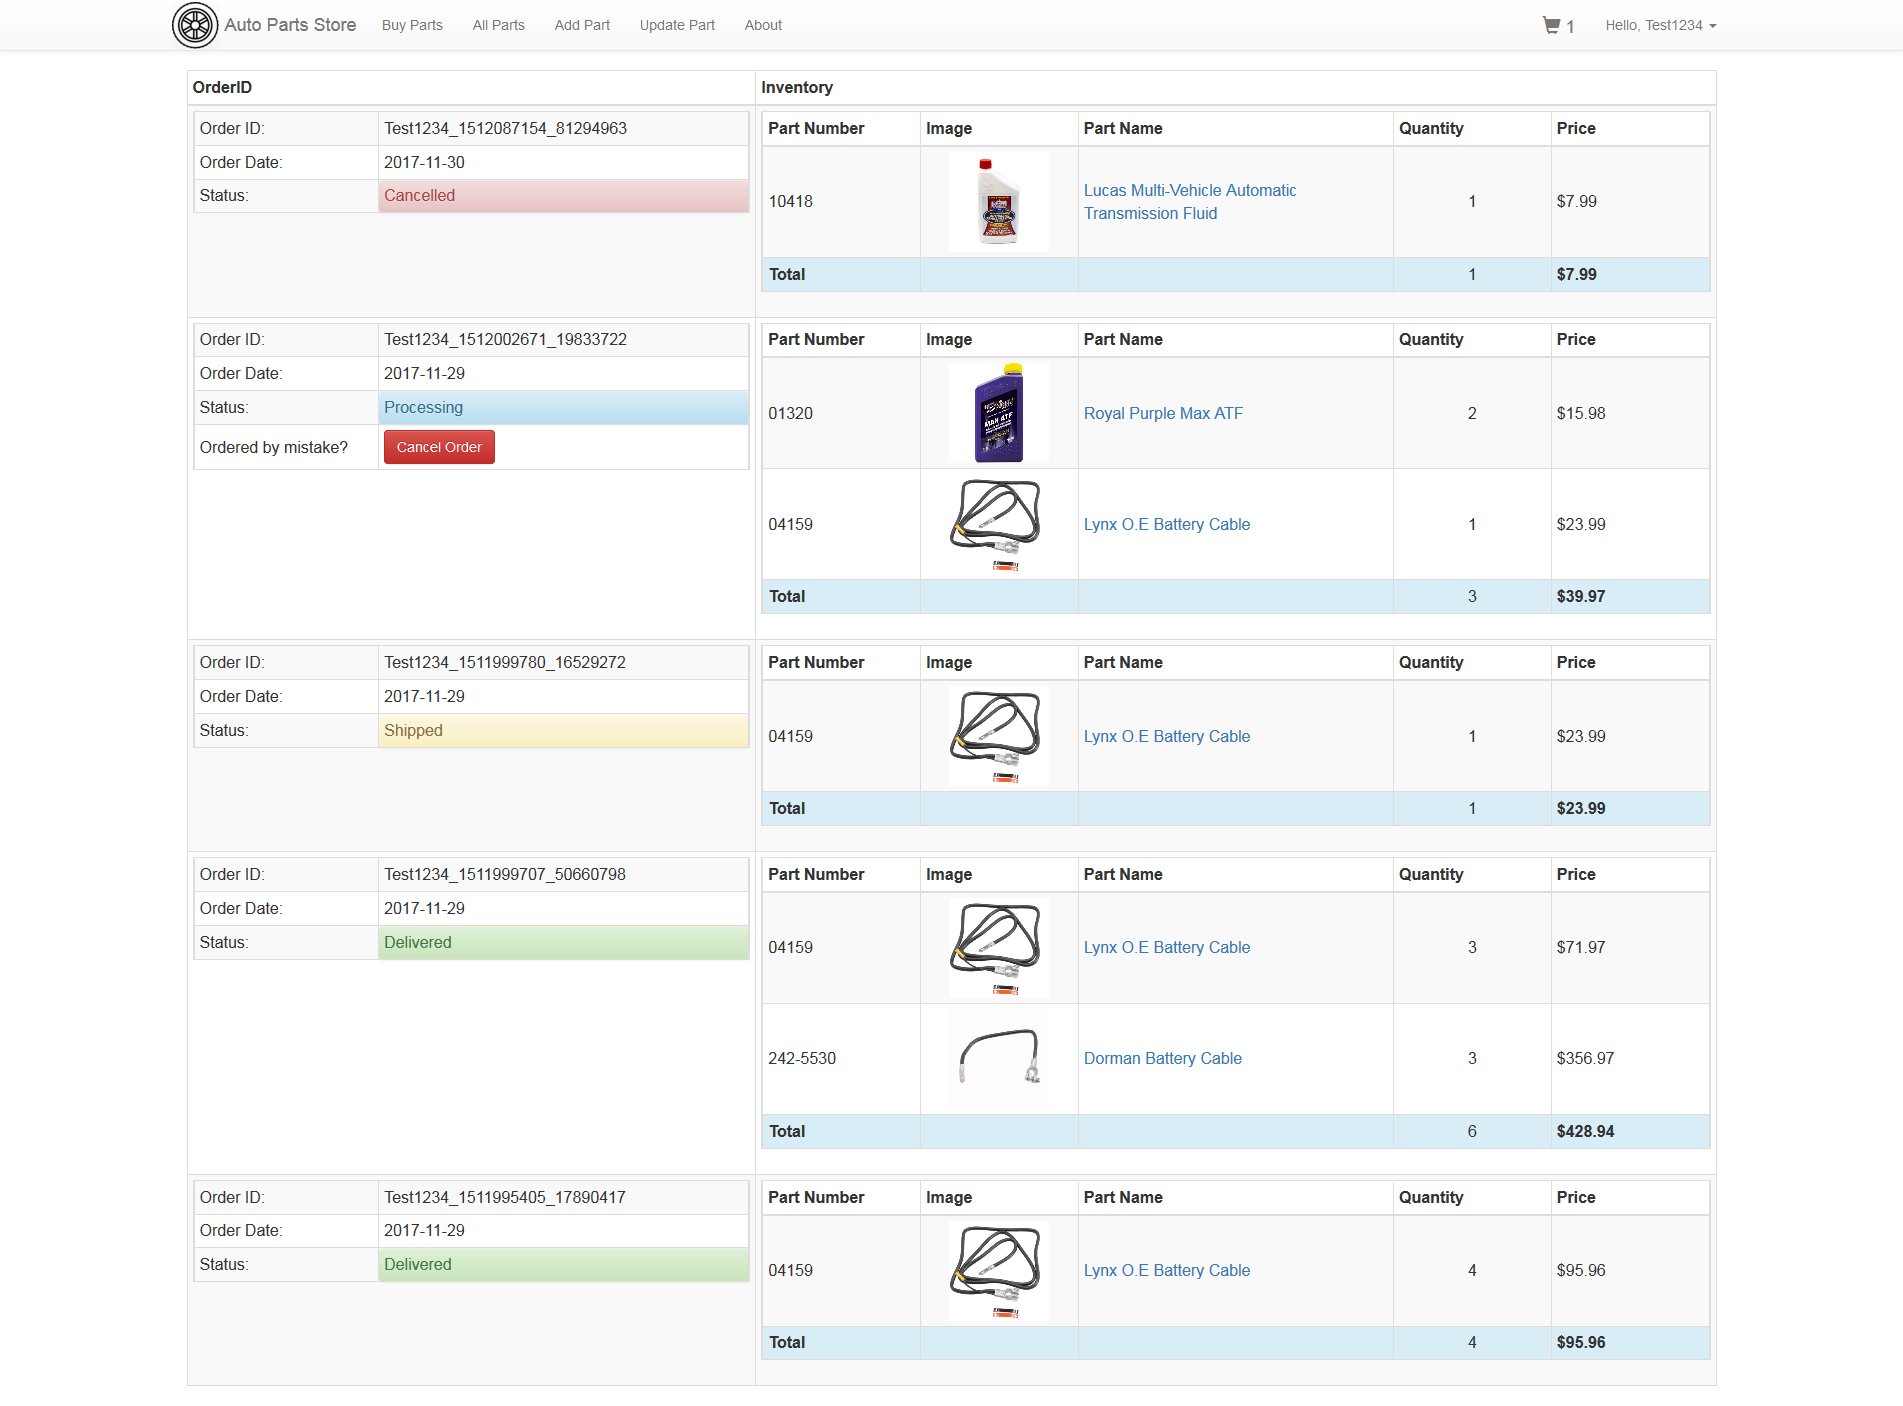 Auto Parts Store Buy Parts All Parts Add Part Update Part About 1 Hello, Test1234
OrderID Inventory
Order ID: Test1234_1512087154_81294963
Order Date: 2017-11-30
Status: Cancelled
Part Number Image Part Name Quantity Price
10418 Lucas Multi-Vehicle Automatic
Transmission Fluid 1 $7.99
Total 1 $7.99
Order ID: Test1234_1512002671_19833722
Order Date: 2017-11-29
Status: Processing
Ordered by mistake? Cancel Order
Part Number Image Part Name Quantity Price
01320 MAX ATF Royal Purple Max ATF 2 $15.98
04159 Lynx O.E Battery Cable 1 $23.99
Total 3 $39.97
Order ID: Test1234_1511999780_16529272
Order Date: 2017-11-29
Status: Shipped
Part Number Image Part Name Quantity Price
04159 Lynx O.E Battery Cable 1 $23.99
Total 1 $23.99
Order ID: Test1234_1511999707_50660798
Order Date: 2017-11-29
Status: Delivered
Part Number Image Part Name Quantity Price
04159 Lynx O.E Battery Cable 3 $71.97
242-5530 Dorman Battery Cable 3 $356.97
Total 6 $428.94
Order ID: Test1234_1511995405_17890417
Order Date: 2017-11-29
Status: Delivered
Part Number Image Part Name Quantity Price
04159 Lynx O.E Battery Cable 4 $95.96
Total 4 $95.96